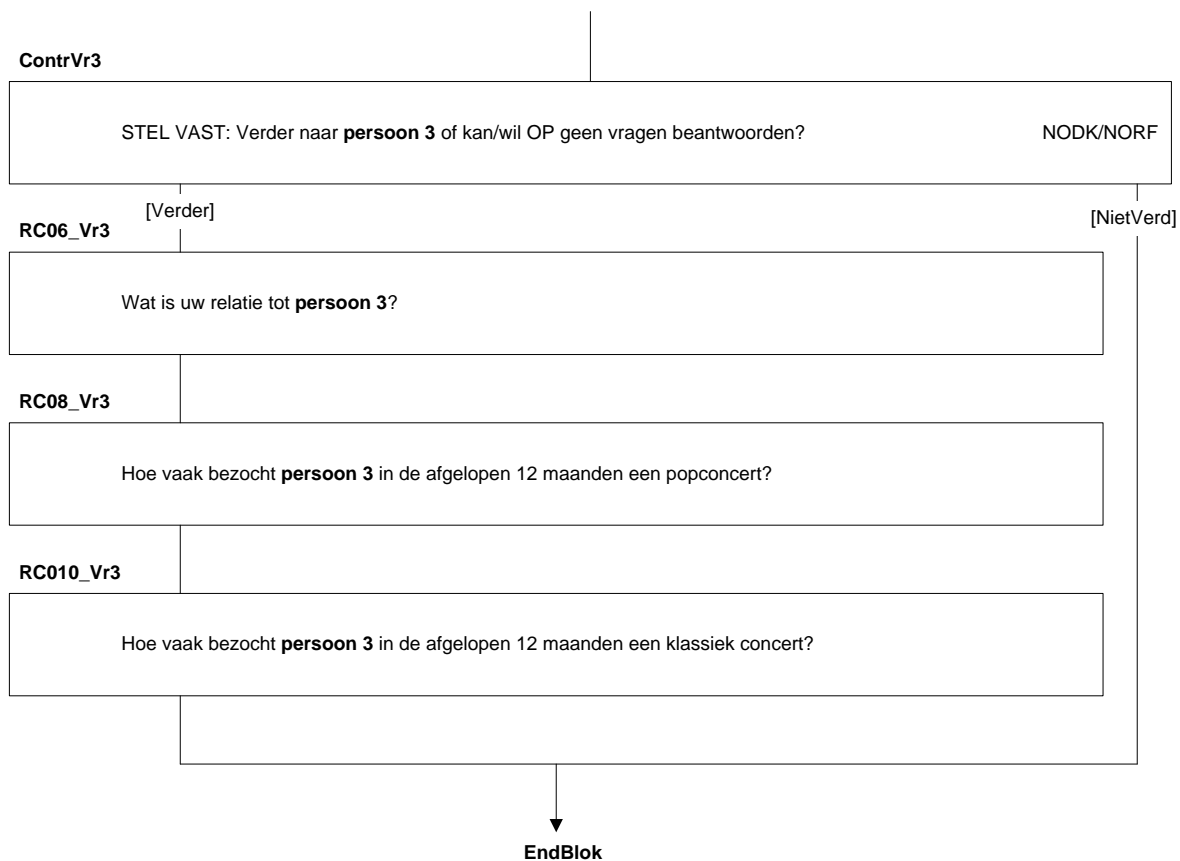 ContrVr3
STEL VAST: Verder naar persoon 3 of kan/wil OP geen vragen beantwoorden? NODK/NORF
[Verder] [NietVerd]
RC06_Vr3
Wat is uw relatie tot persoon 3?
RC08_Vr3
Hoe vaak bezocht persoon 3 in de afgelopen 12 maanden een popconcert?
RC010_Vr3
Hoe vaak bezocht persoon 3 in de afgelopen 12 maanden een klassiek concert?
EndBlok